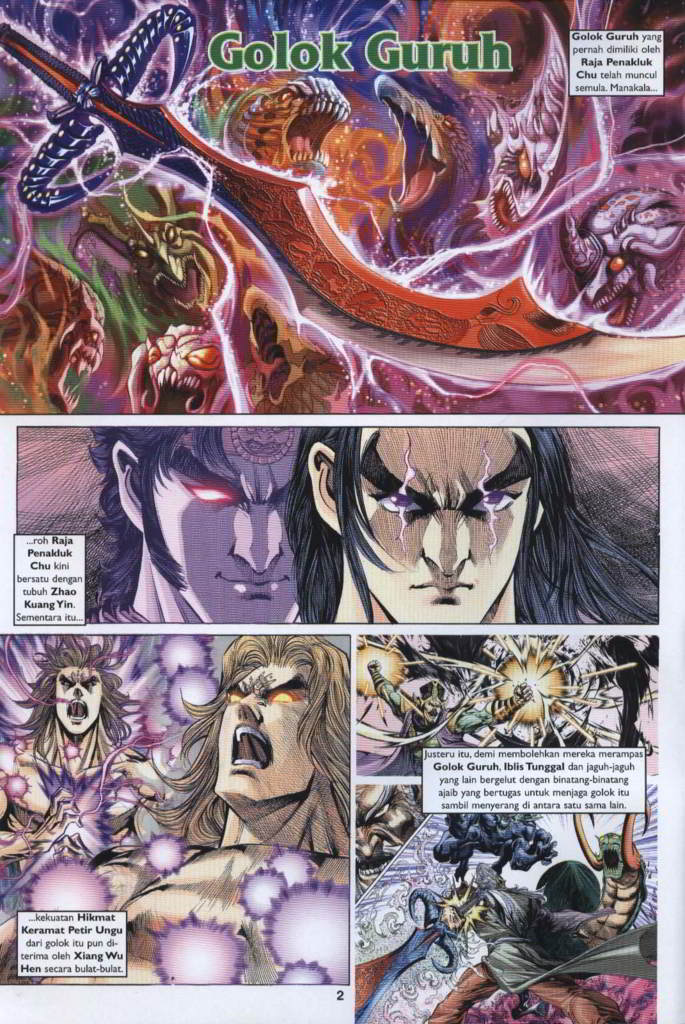 Golok Guruh
Golok Guruh yang
pernah dimiliki oleh
Raja Penakluk
Chu telah muncul
semula. Manakala...
...roh Raja
Penakluk
Chu kini
bersatu dengan
tubuh Zhao
Kuang Yin.
Sementara itu...
...kekuatan Hikmat
Keramat Petir Ungu
dari golok itu pun di-
terima oleh Xiang Wu
Hen secara bulat-bulat.
Justeru itu, demi membolehkan mereka merampas
Golok Guruh, Iblis Tunggal dan jaguh-jaguh
yang lain bergelut dengan binatang-binatang
ajaib yang bertugas untuk menjaga golok itu
sambil menyerang di antara satu sama lain.
2